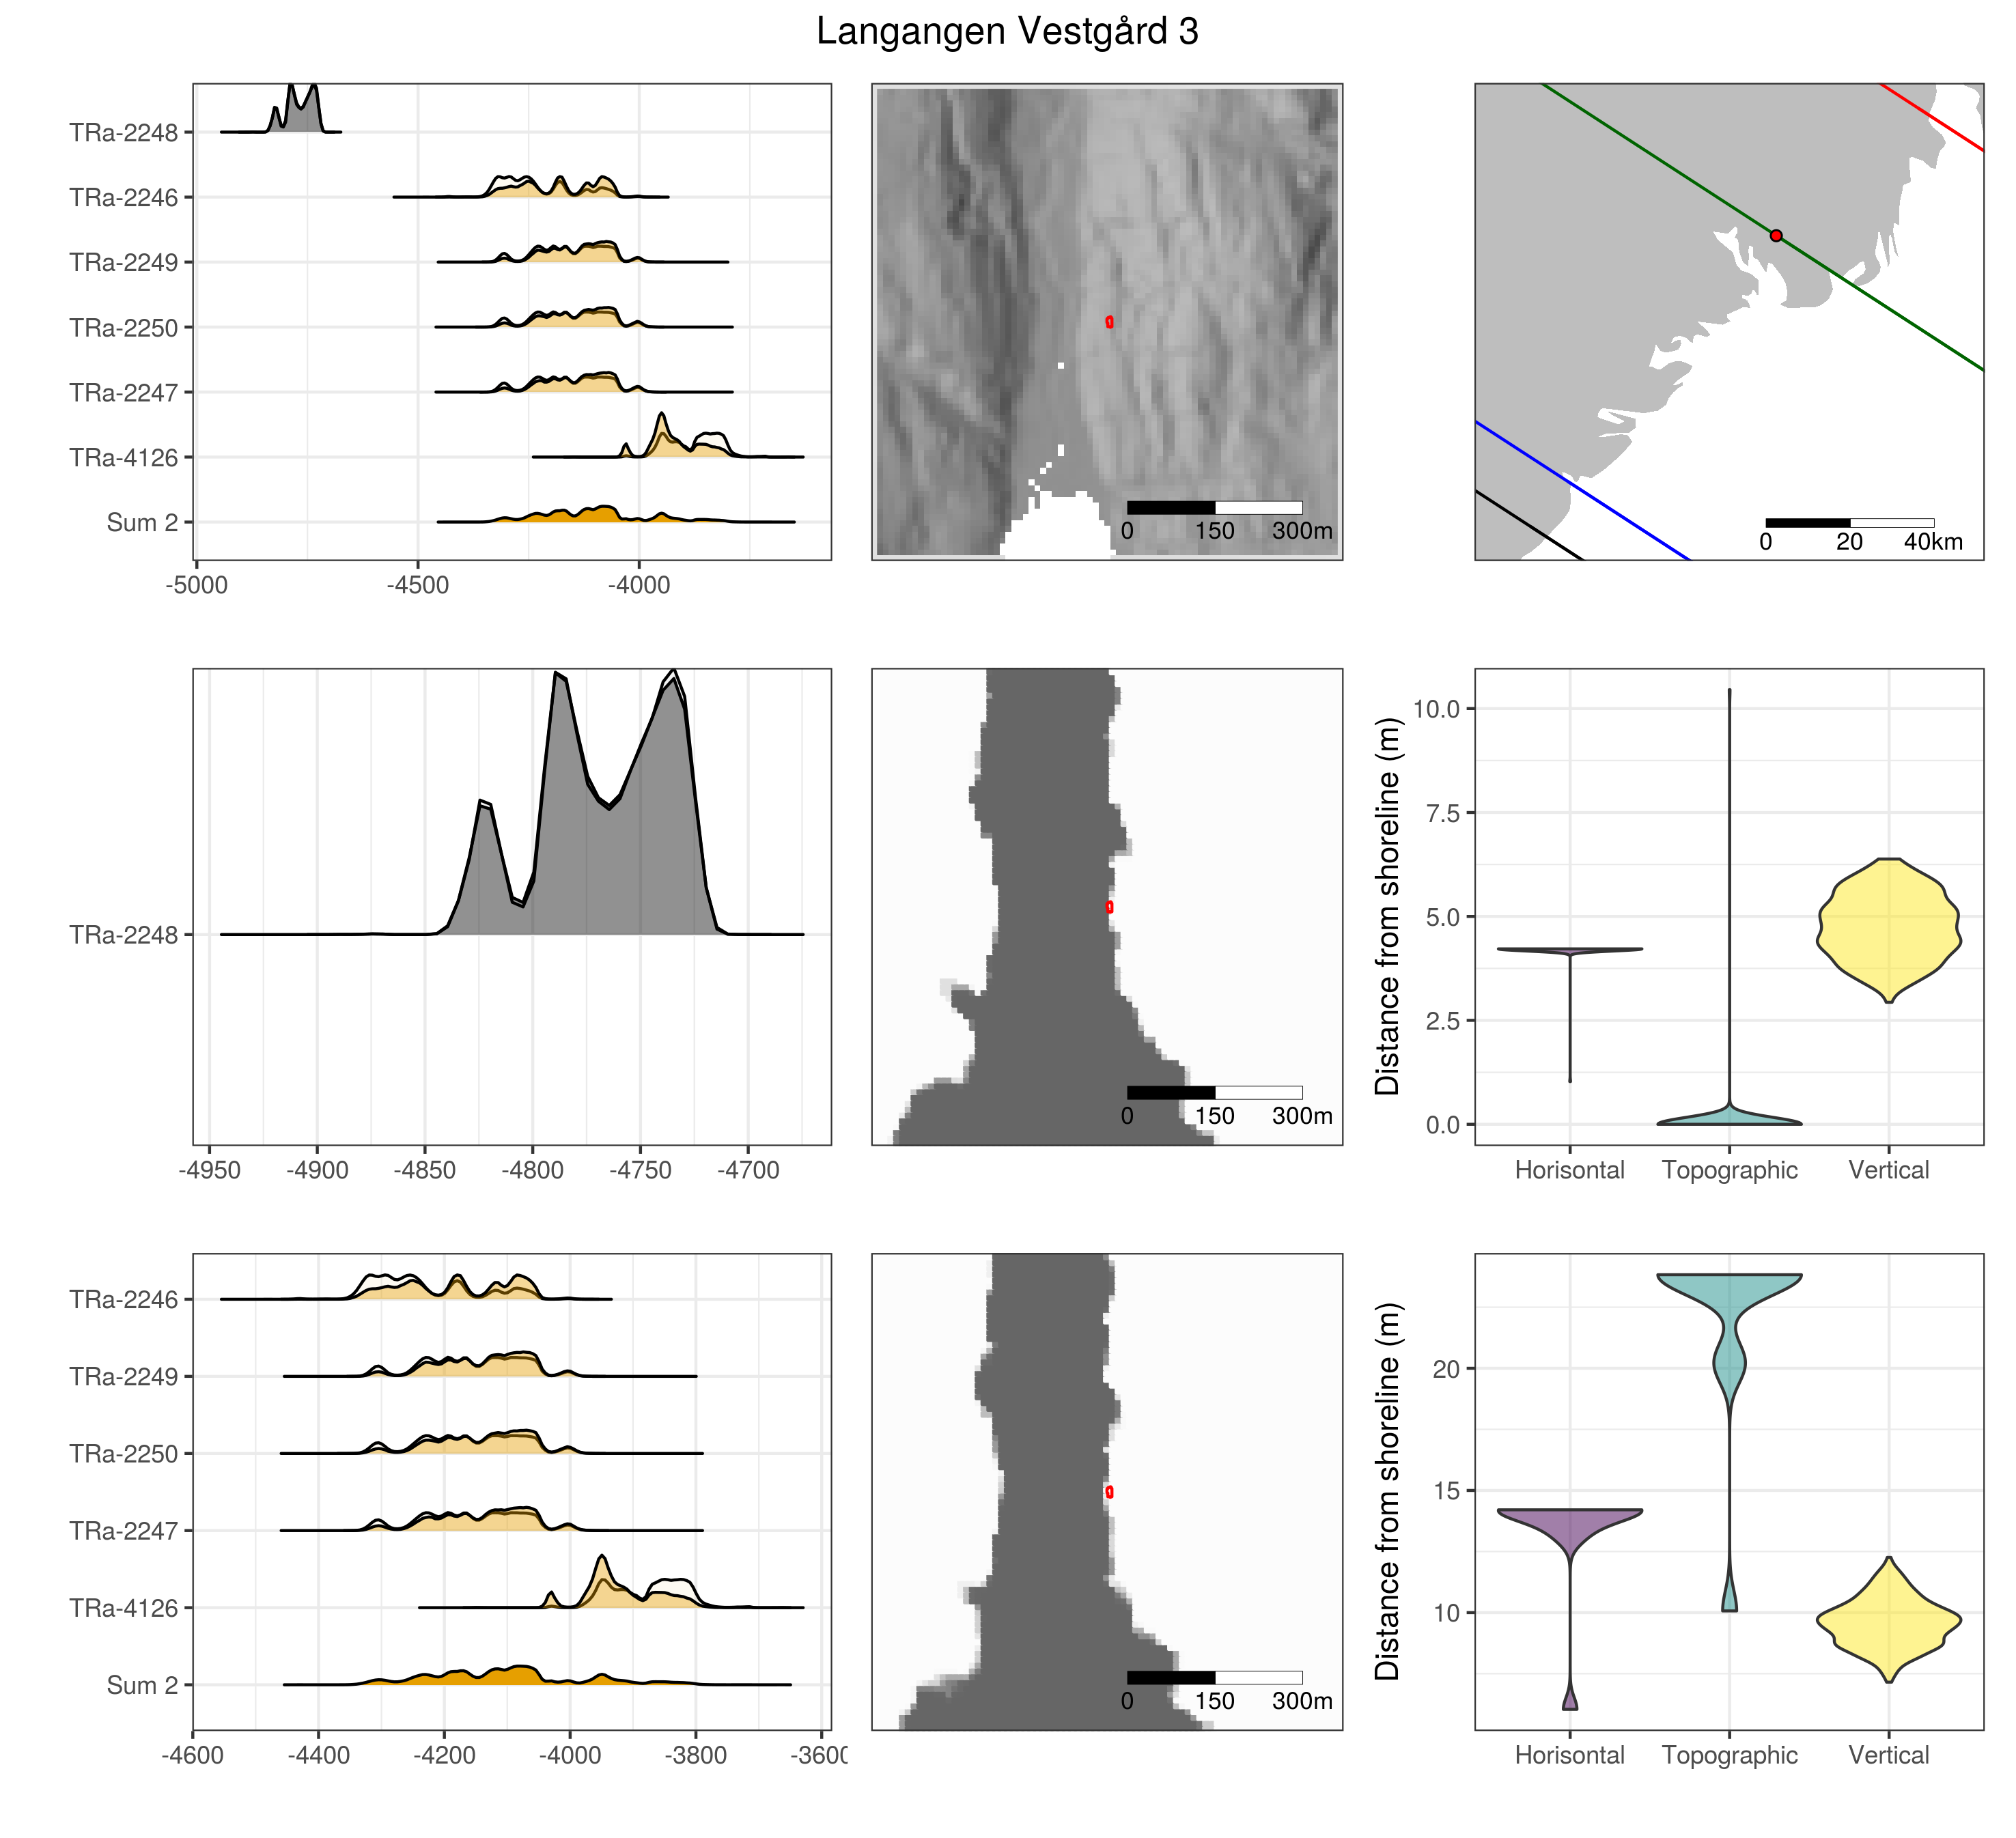 Langangen Vestgård 3
TRa-2248
TRa-2246
TRa-2249
TRa-2250
TRa-2247
TRa-4126
Sum 2
-5000 -4500 -4000
0 150 300m
0 20 40km
TRa-2248
-4950 -4900 -4850 -4800 -4750 -4700
0 150 300m
Distance from shoreline (m)
10.0
7.5
5.0
2.5
0.0
Horisontal Topographic Vertical
TRa-2246
TRa-2249
TRa-2250
TRa-2247
TRa-4126
Sum 2
-4600 -4400 -4200 -4000 -3800 -3600
0 150 300m
Distance from shoreline (m)
20
15
10
Horisontal Topographic Vertical